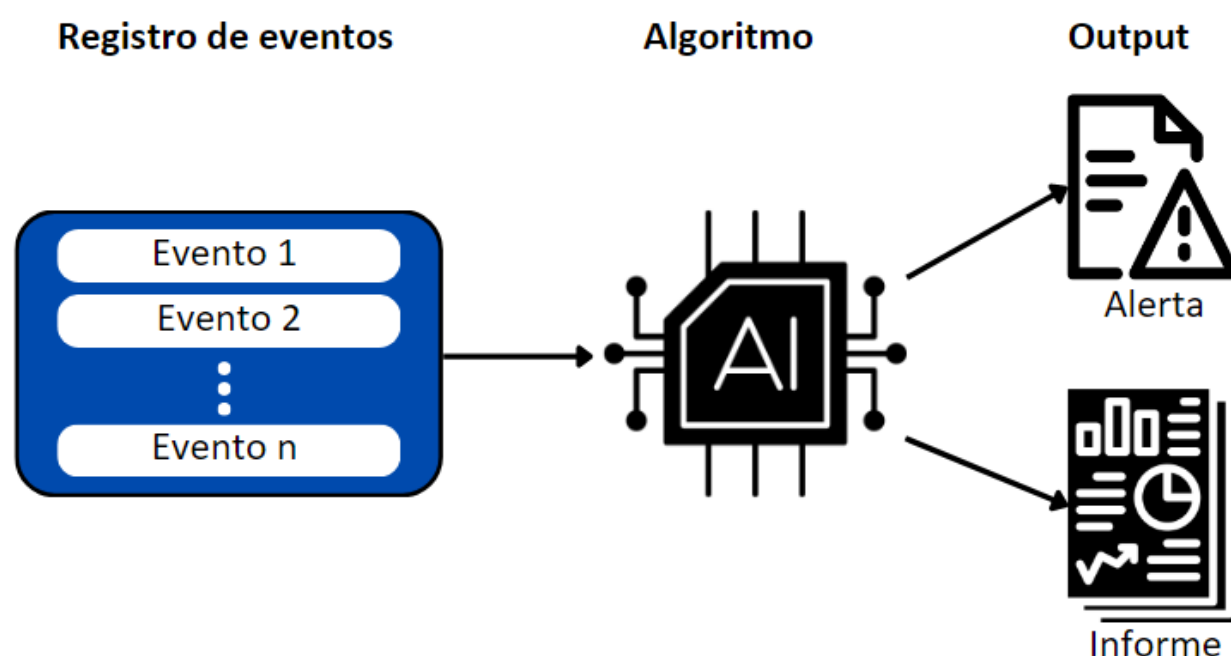 Registro de eventos
Algoritmo
Output
Evento 1
Evento 2
Evento n
AI
Alerta
Informe